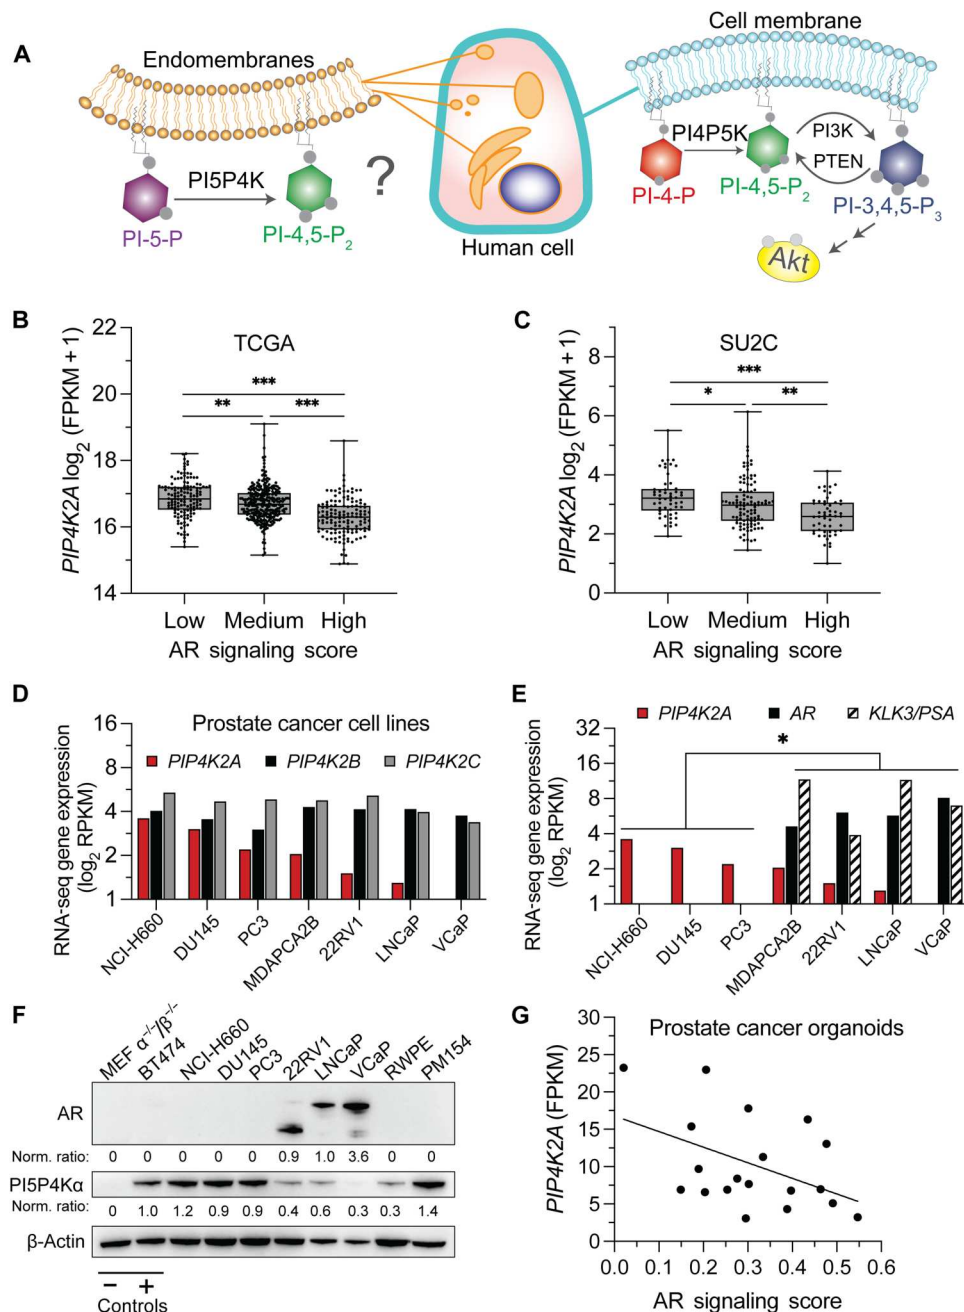 A
Endomembranes
PI5P4K
PI-5-P
PI-4,5-P₂
?
Human cell
Cell membrane
PI4P5K
PI3K
PTEN
PI-4-P
PI-4,5-P₂
PI-3,4,5-P₃
Akt
B
TCGA
PIP4K2A log₂ (FPKM + 1)
22
20
18
16
14
***
** ***
Low Medium High
AR signaling score
C
SU2C
PIP4K2A log₂ (FPKM + 1)
8
6
4
2
0
***
* **
Low Medium High
AR signaling score
D
Prostate cancer cell lines
PIP4K2A PIP4K2B PIP4K2C
RNA-seq gene expression
(log₂ RPKM)
16
8
4
2
1
NCI-H660 DU145 PC3 MDAPCA2B 22RV1 LNCaP VCaP
E
PIP4K2A AR KLK3/PSA
*
RNA-seq gene expression
(log₂ RPKM)
32
16
8
4
2
1
NCI-H660 DU145 PC3 MDAPCA2B 22RV1 LNCaP VCaP
F
MEF α⁻/⁻/β⁻/⁻ BT474 NCI-H660 DU145 PC3 22RV1 LNCaP VCaP RWPE PM154
AR
Norm. ratio: 0 0 0 0 0 0.9 1.0 3.6 0 0
PI5P4Kα
Norm. ratio: 0 1.0 1.2 0.9 0.9 0.4 0.6 0.3 0.3 1.4
β-Actin
− +
Controls
G
Prostate cancer organoids
PIP4K2A (FPKM)
30
25
20
15
10
5
0
0.0 0.1 0.2 0.3 0.4 0.5 0.6
AR signaling score